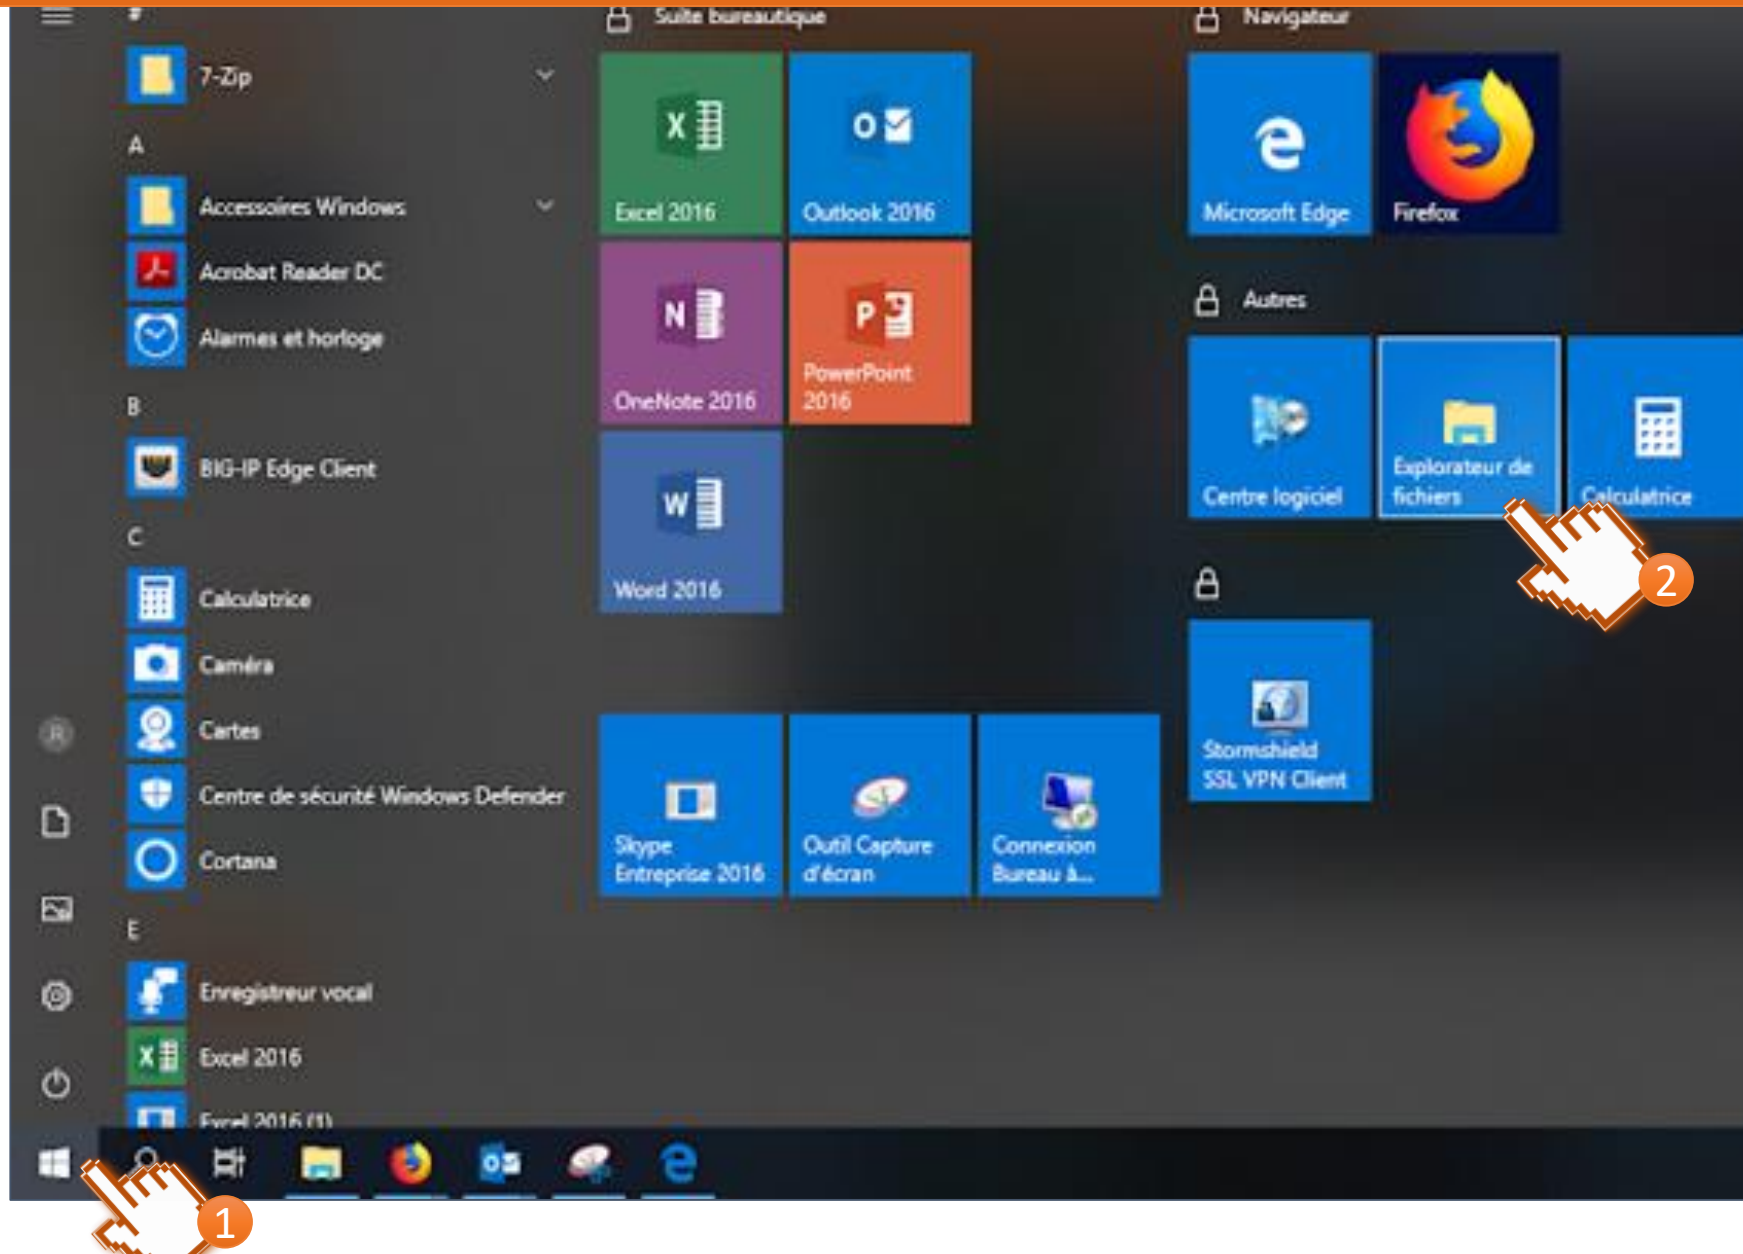 #
7-Zip
A
Accessoires Windows
Acrobat Reader DC
Alarmes et horloge
B
BIG-IP Edge Client
C
Calculatrice
Caméra
Cartes
Centre de sécurité Windows Defender
Cortana
E
Enregistreur vocal
Excel 2016
Excel 2016 (1)
Suite bureautique
Excel 2016
Outlook 2016
OneNote 2016
PowerPoint
2016
Word 2016
Skype
Entreprise 2016
Outil Capture
d'écran
Connexion
Bureau à...
Navigateur
Microsoft Edge
Firefox
Autres
Centre logiciel
Explorateur de
fichiers
Calculatrice
2
Stormshield
SSL VPN Client
1